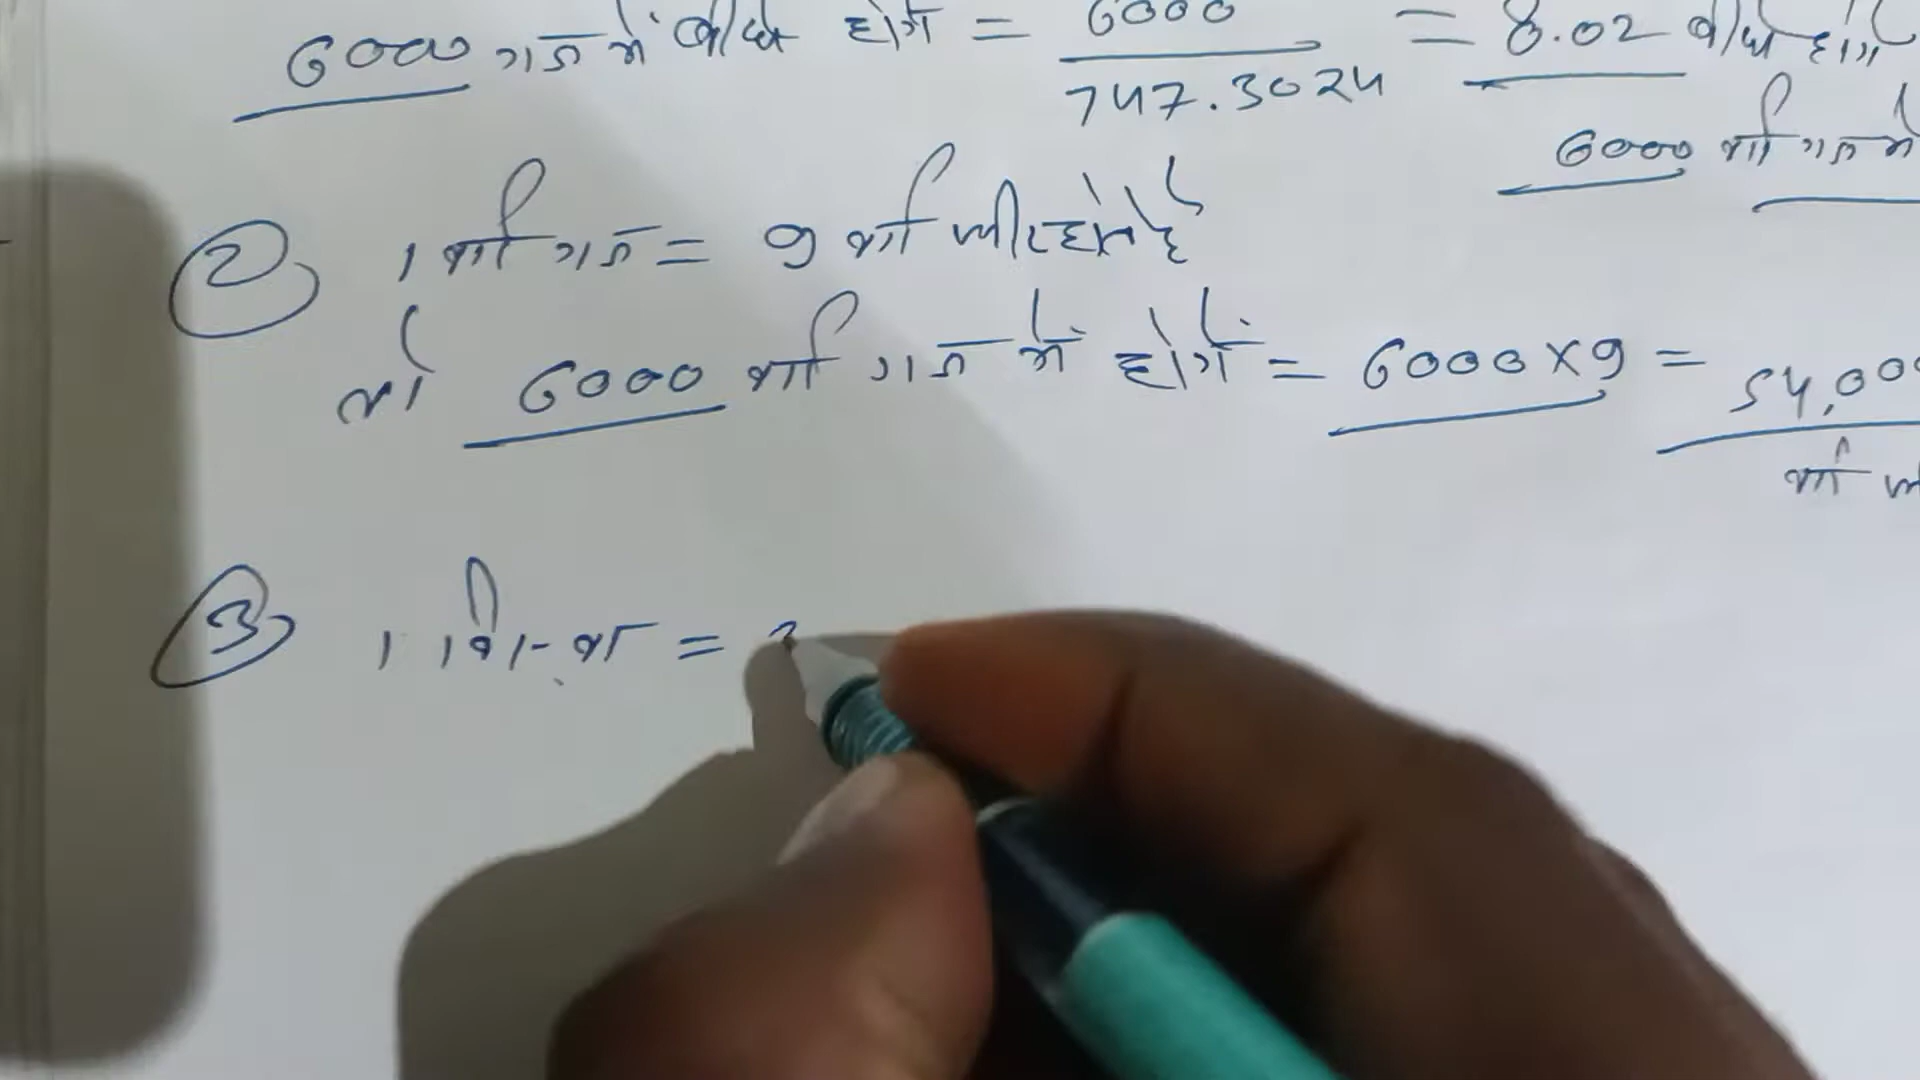 6000 गज में बीघे होंगे = 6000 / 747.3024 = 8.02 बीघे होंगे
6000 वर्ग गज में
② 1 वर्ग गज = 9 वर्ग फीट होते हैं
तो 6000 वर्ग गज में होंगे = 6000 X 9 = 54,000
वर्ग
③ 1 =